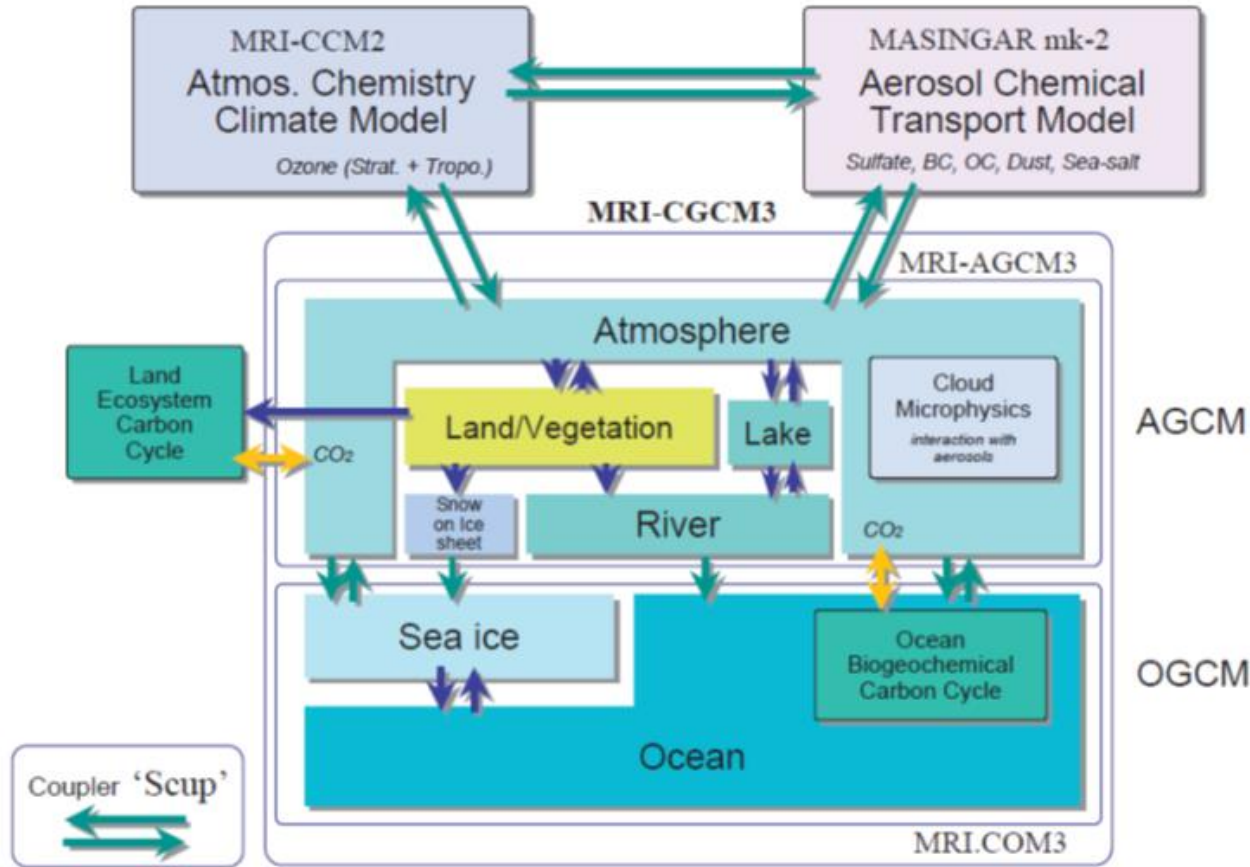 MRI-CCM2
Atmos. Chemistry
Climate Model
Ozone (Strat. + Tropo.)
MASINGAR mk-2
Aerosol Chemical
Transport Model
Sulfate, BC, OC, Dust, Sea-salt
MRI-CGCM3
MRI-AGCM3
Atmosphere
Land
Ecosystem
Carbon
Cycle
CO₂
Land/Vegetation
Lake
Cloud
Microphysics
interaction with
aerosols
AGCM
Snow
on Ice
sheet
River
CO₂
Sea ice
Ocean
Biogeochemical
Carbon Cycle
OGCM
Ocean
Coupler 'Scup'
MRI.COM3